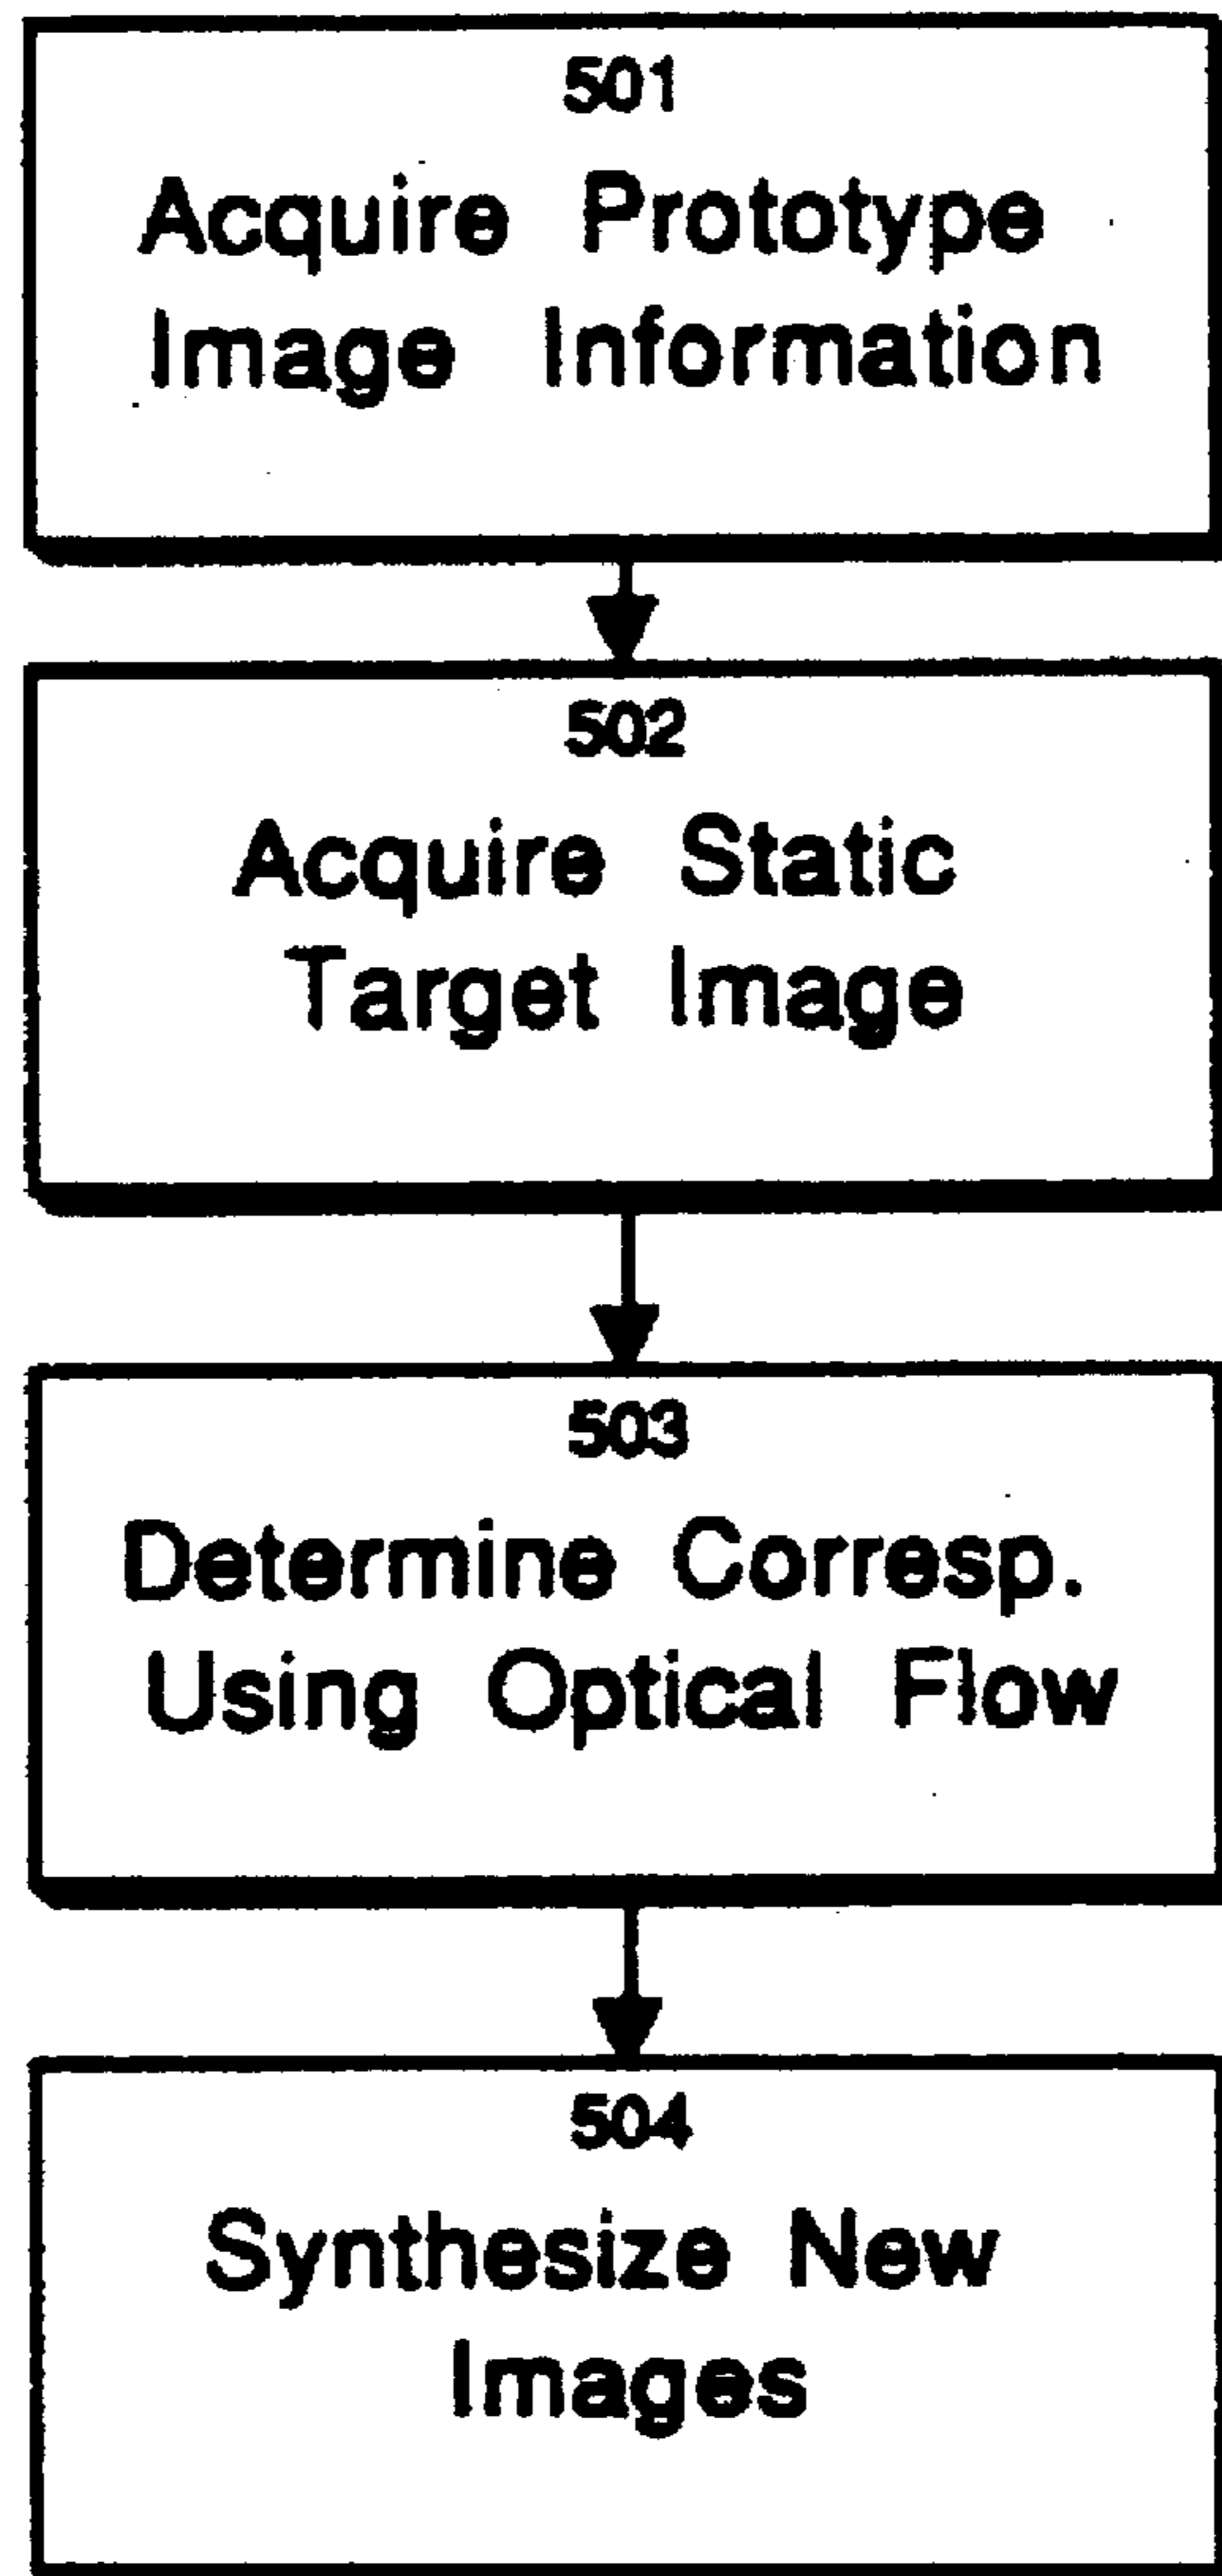 501
Acquire Prototype
Image Information
502
Acquire Static
Target Image
503
Determine Corresp.
Using Optical Flow
504
Synthesize New
Images